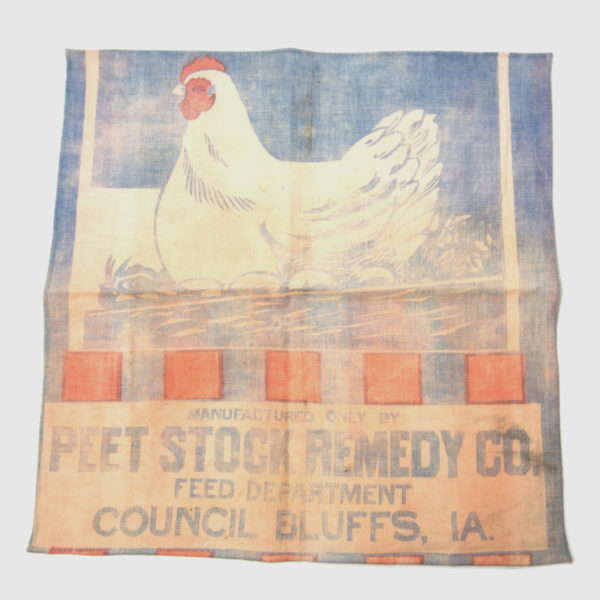 MANUFACTURED ONLY BY
PEET STOCK REMEDY CO.
FEED DEPARTMENT
COUNCIL BLUFFS, IA.